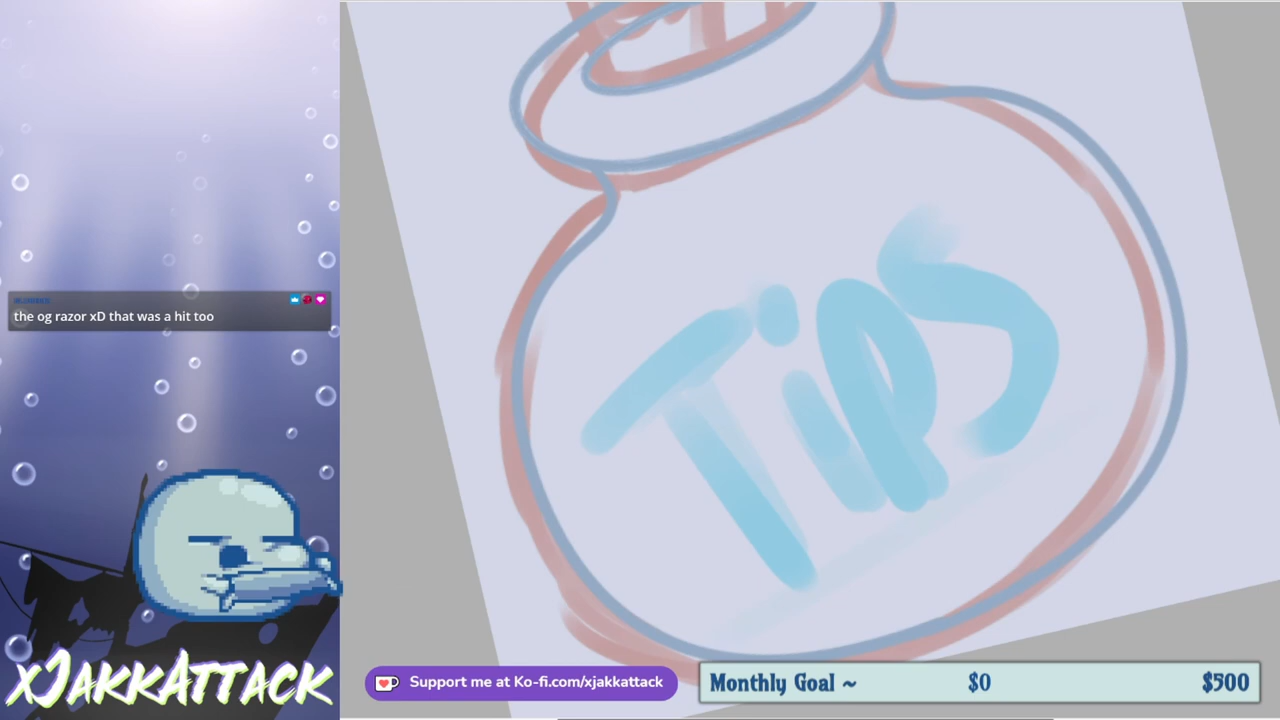 the og razor xD that was a hit too
Tips
xJakkAttack
Support me at Ko-fi.com/xjakkattack
Monthly Goal ~ $0 $500